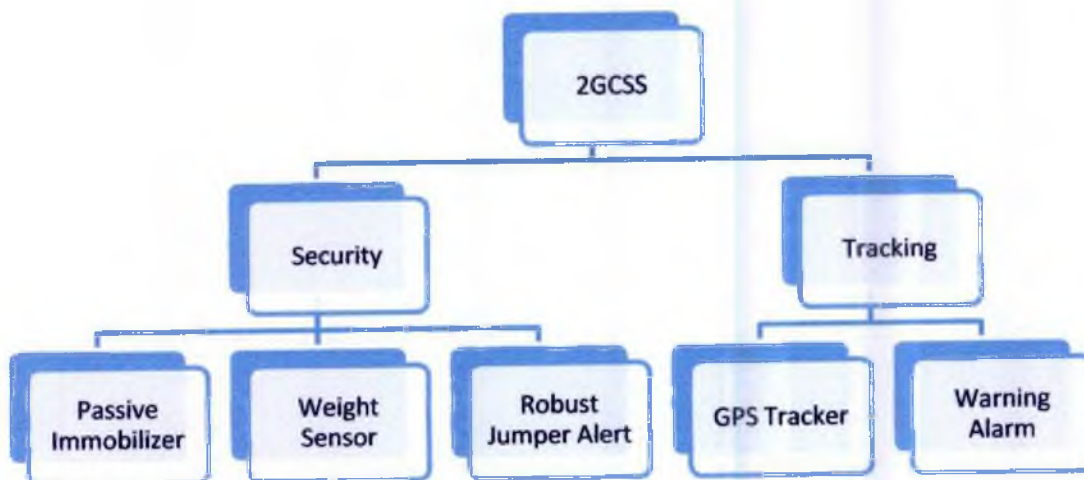 2GCSS
Security
Tracking
Passive
Immobilizer
Weight
Sensor
Robust
Jumper Alert
GPS Tracker
Warning
Alarm